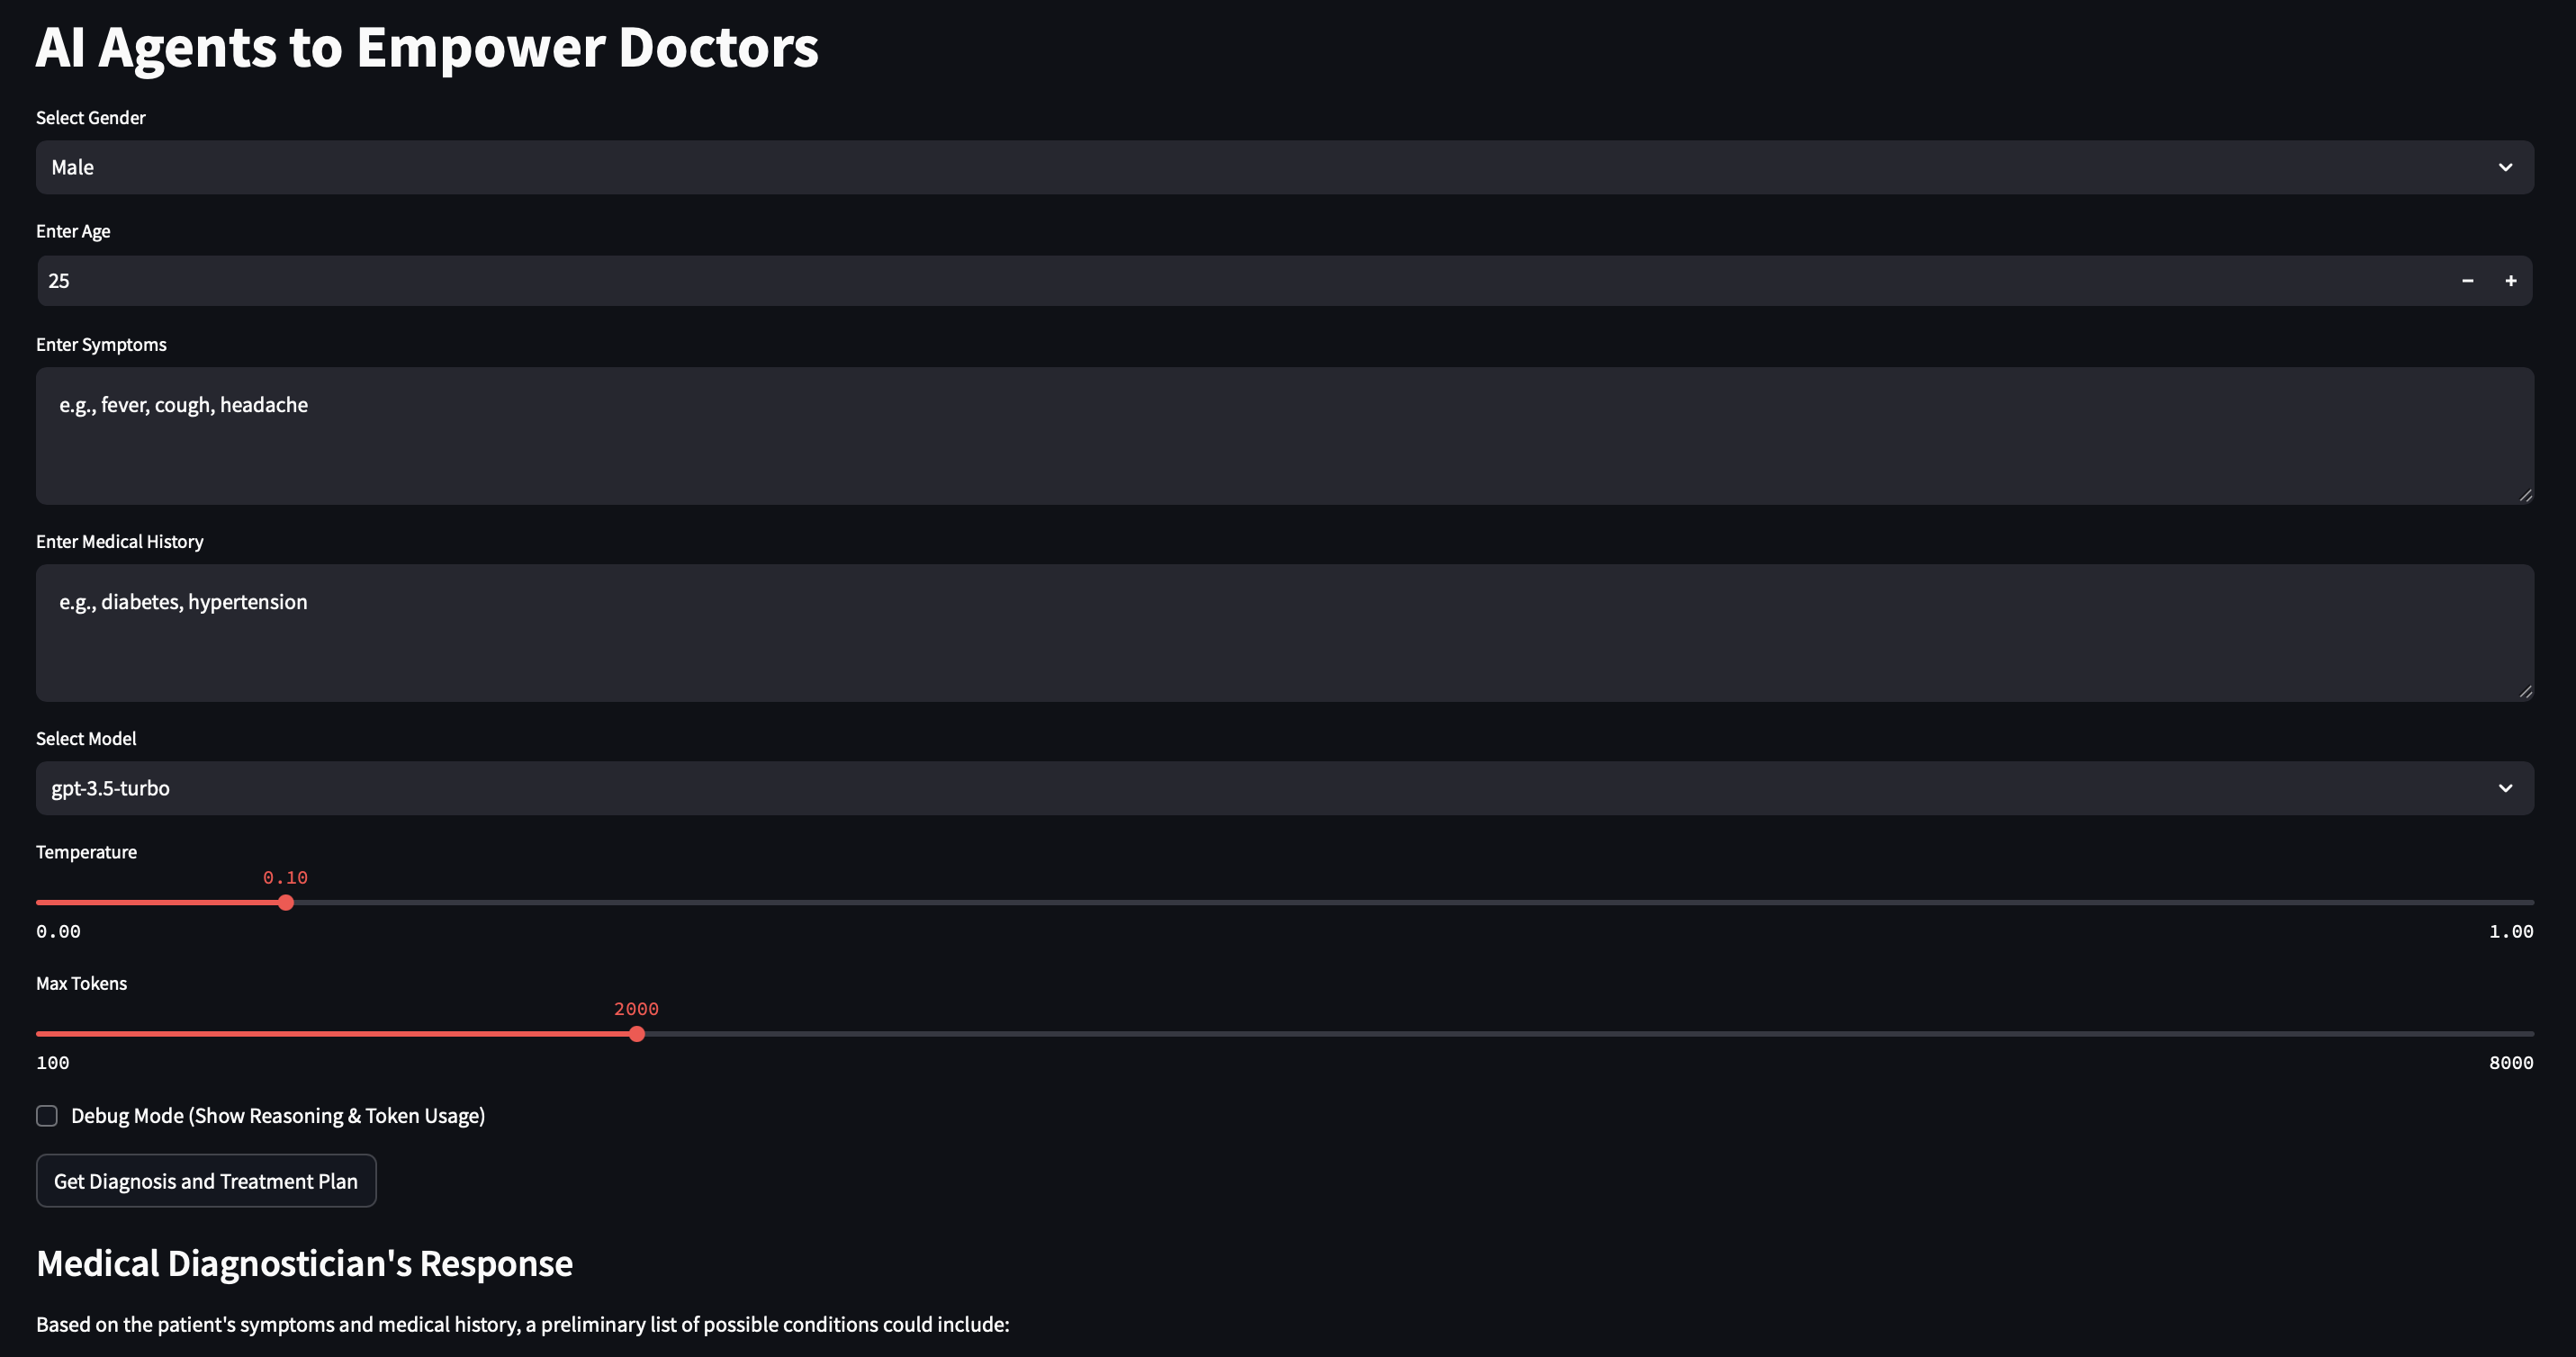 AI Agents to Empower Doctors
Select Gender
Male
Enter Age
25
Enter Symptoms
e.g., fever, cough, headache
Enter Medical History
e.g., diabetes, hypertension
Select Model
gpt-3.5-turbo
Temperature
0.10
0.00 1.00
Max Tokens
2000
100 8000
Debug Mode (Show Reasoning & Token Usage)
Get Diagnosis and Treatment Plan
Medical Diagnostician's Response
Based on the patient's symptoms and medical history, a preliminary list of possible conditions could include: